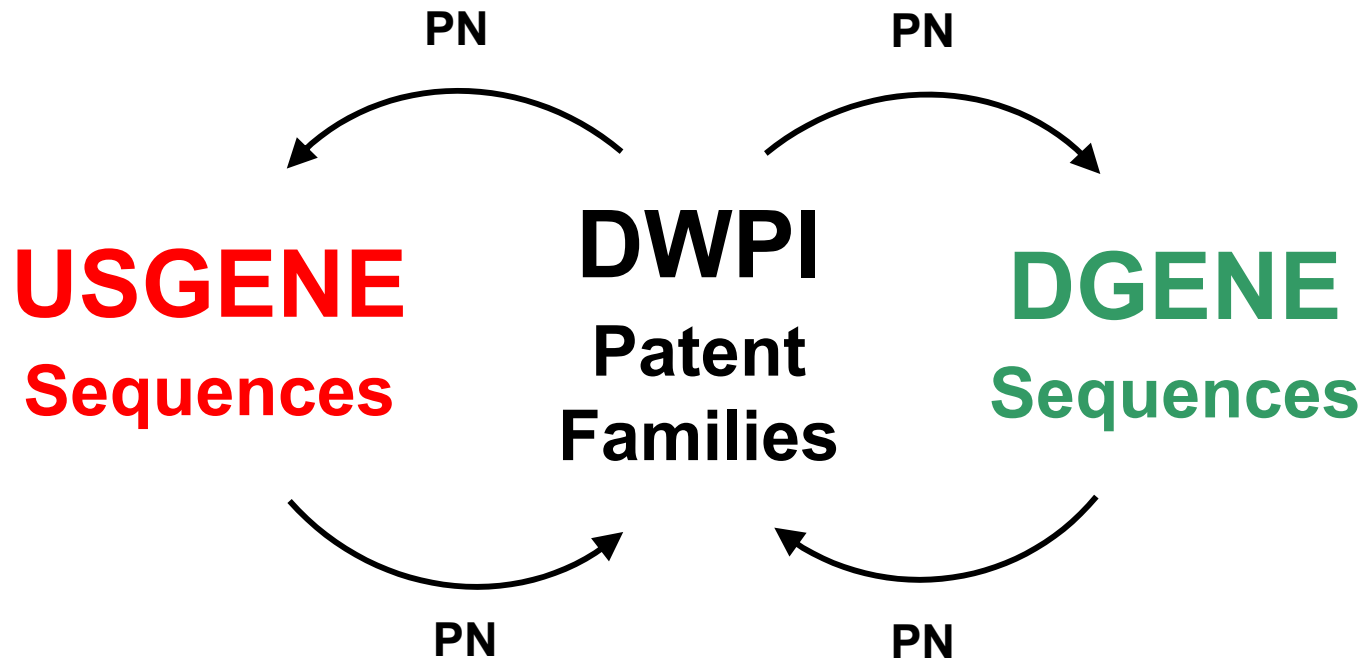 PN
PN
USGENE
Sequences
DWPI
Patent
Families
DGENE
Sequences
PN
PN